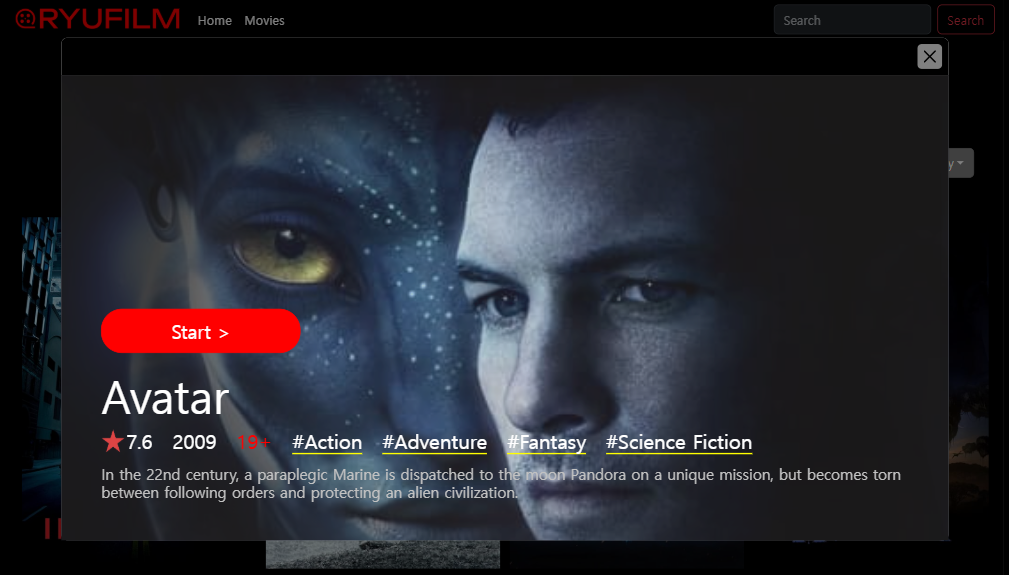 RYUFILM Home Movies Search Search
Start >
Avatar
7.6 2009 19+ #Action #Adventure #Fantasy #Science Fiction
In the 22nd century, a paraplegic Marine is dispatched to the moon Pandora on a unique mission, but becomes torn
between following orders and protecting an alien civilization.